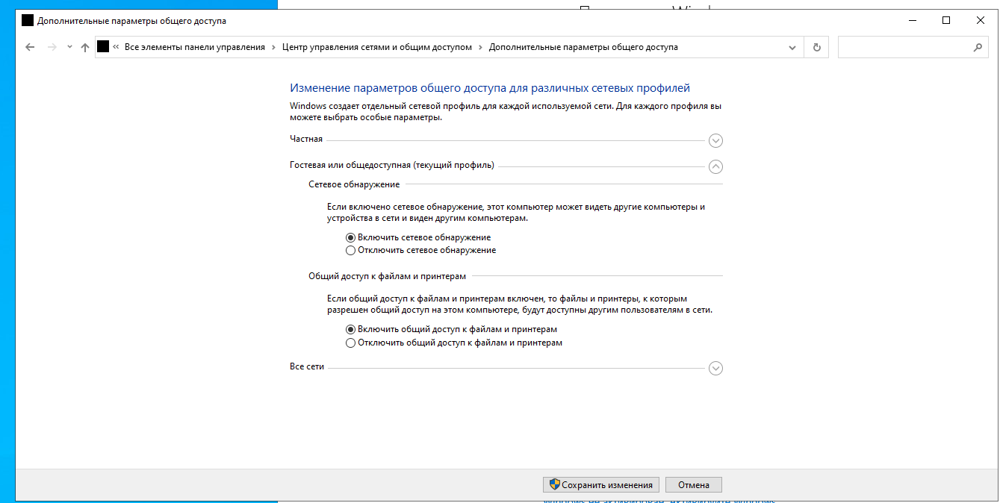 Дополнительные параметры общего доступа
« Все элементы панели управления › Центр управления сетями и общим доступом › Дополнительные параметры общего доступа
Изменение параметров общего доступа для различных сетевых профилей
Windows создает отдельный сетевой профиль для каждой используемой сети. Для каждого профиля вы
можете выбрать особые параметры.
Частная
Гостевая или общедоступная (текущий профиль)
Сетевое обнаружение
Если включено сетевое обнаружение, этот компьютер может видеть другие компьютеры и
устройства в сети и виден другим компьютерам.
Включить сетевое обнаружение
Отключить сетевое обнаружение
Общий доступ к файлам и принтерам
Если общий доступ к файлам и принтерам включен, то файлы и принтеры, к которым
разрешен общий доступ на этом компьютере, будут доступны другим пользователям в сети.
Включить общий доступ к файлам и принтерам
Отключить общий доступ к файлам и принтерам
Все сети
Сохранить изменения
Отмена